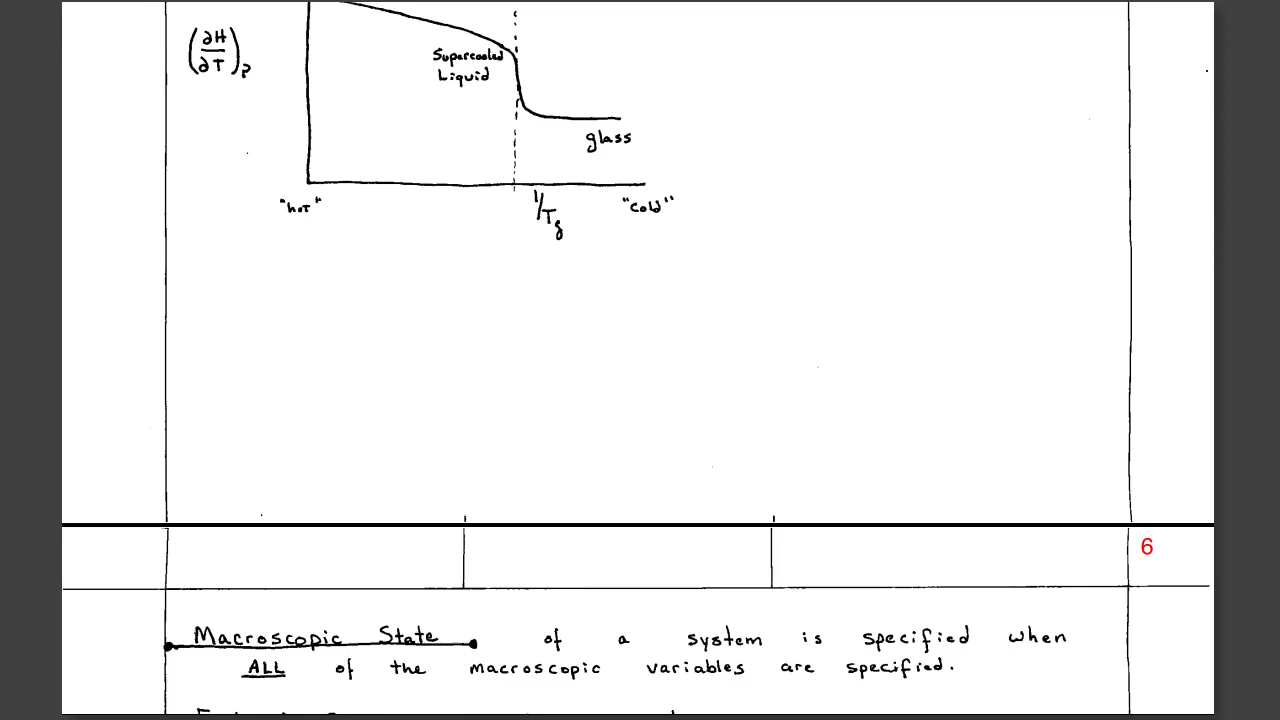 (∂H/∂T)p
Supercooled
Liquid
glass
"hot"
1/Tg
"cold"
6
Macroscopic State of a system is specified when
ALL of the macroscopic variables are specified.